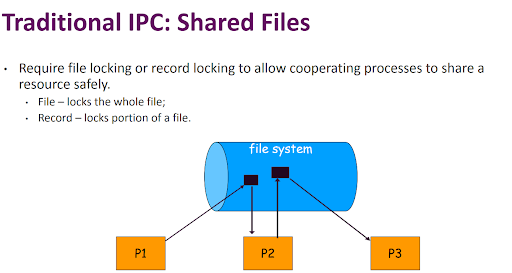 Traditional IPC: Shared Files
• Require file locking or record locking to allow cooperating processes to share a
resource safely.
• File – locks the whole file;
• Record – locks portion of a file.
file system
P1
P2
P3